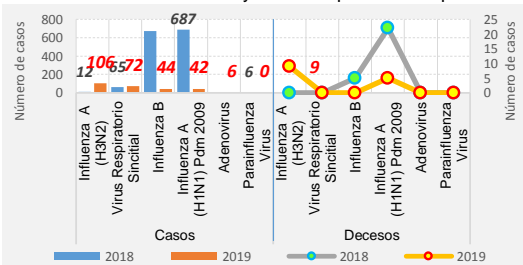 800
600
400
200
0
Número de casos
12
106
65
72
44
687
42
6
6
0
9
25
20
15
10
5
0
Número de casos
Influenza A
(H3N2)
Virus Respiratorio
Sincitial
Influenza B
Influenza A
(H1N1) Pdm 2009
Adenovirus
Parainfluenza
Virus
Influenza A
(H3N2)
Virus Respiratorio
Sincitial
Influenza B
Influenza A
(H1N1) Pdm 2009
Adenovirus
Parainfluenza
Virus
Casos
Decesos
2018
2019
2018
2019